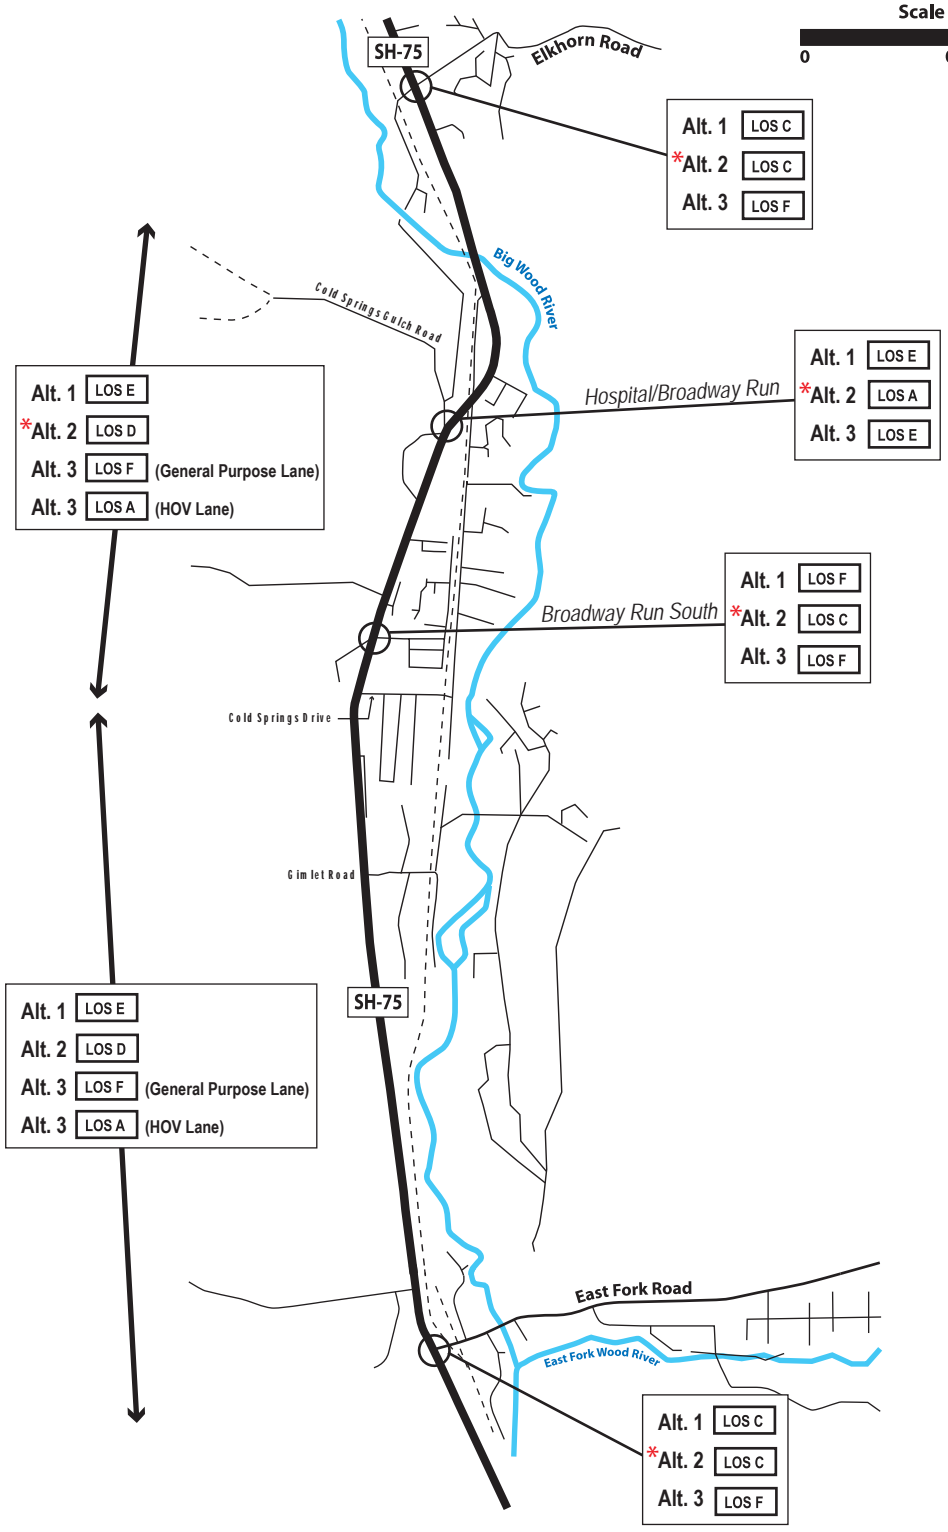 Scale
0
SH-75
Elkhorn Road
Alt. 1 LOS C
*Alt. 2 LOS C
Alt. 3 LOS F
Big Wood River
Cold Springs Gulch Road
Alt. 1 LOS E
*Alt. 2 LOS A
Alt. 3 LOS E
Hospital/Broadway Run
Alt. 1 LOS E
*Alt. 2 LOS D
Alt. 3 LOS F (General Purpose Lane)
Alt. 3 LOS A (HOV Lane)
Alt. 1 LOS F
*Alt. 2 LOS C
Alt. 3 LOS F
Broadway Run South
Cold Springs Drive
Gimlet Road
SH-75
Alt. 1 LOS E
Alt. 2 LOS D
Alt. 3 LOS F (General Purpose Lane)
Alt. 3 LOS A (HOV Lane)
East Fork Road
East Fork Wood River
Alt. 1 LOS C
*Alt. 2 LOS C
Alt. 3 LOS F